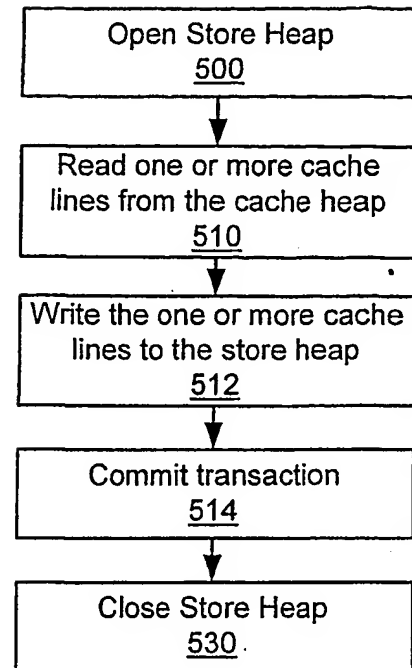 Open Store Heap
500
Read one or more cache
lines from the cache heap
510
Write the one or more cache
lines to the store heap
512
Commit transaction
514
Close Store Heap
530